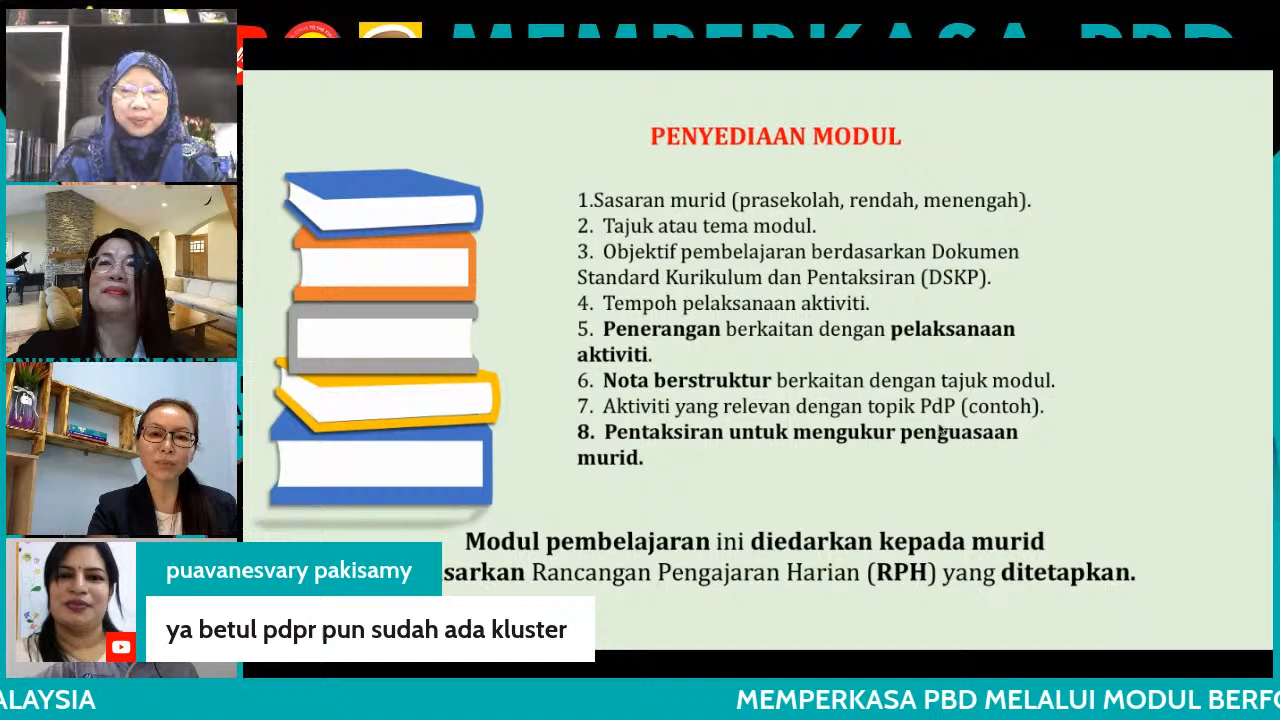 MEMPERKASA PBD
PENYEDIAAN MODUL
1.Sasaran murid (prasekolah, rendah, menengah).
2. Tajuk atau tema modul.
3. Objektif pembelajaran berdasarkan Dokumen
Standard Kurikulum dan Pentaksiran (DSKP).
4. Tempoh pelaksanaan aktiviti.
5. Penerangan berkaitan dengan pelaksanaan
aktiviti.
6. Nota berstruktur berkaitan dengan tajuk modul.
7. Aktiviti yang relevan dengan topik PdP (contoh).
8. Pentaksiran untuk mengukur penguasaan
murid.
Modul pembelajaran ini diedarkan kepada murid
sarkan Rancangan Pengajaran Harian (RPH) yang ditetapkan.
puavanesvary pakisamy
ya betul pdpr pun sudah ada kluster
ALAYSIA
MEMPERKASA PBD MELALUI MODUL BERFO